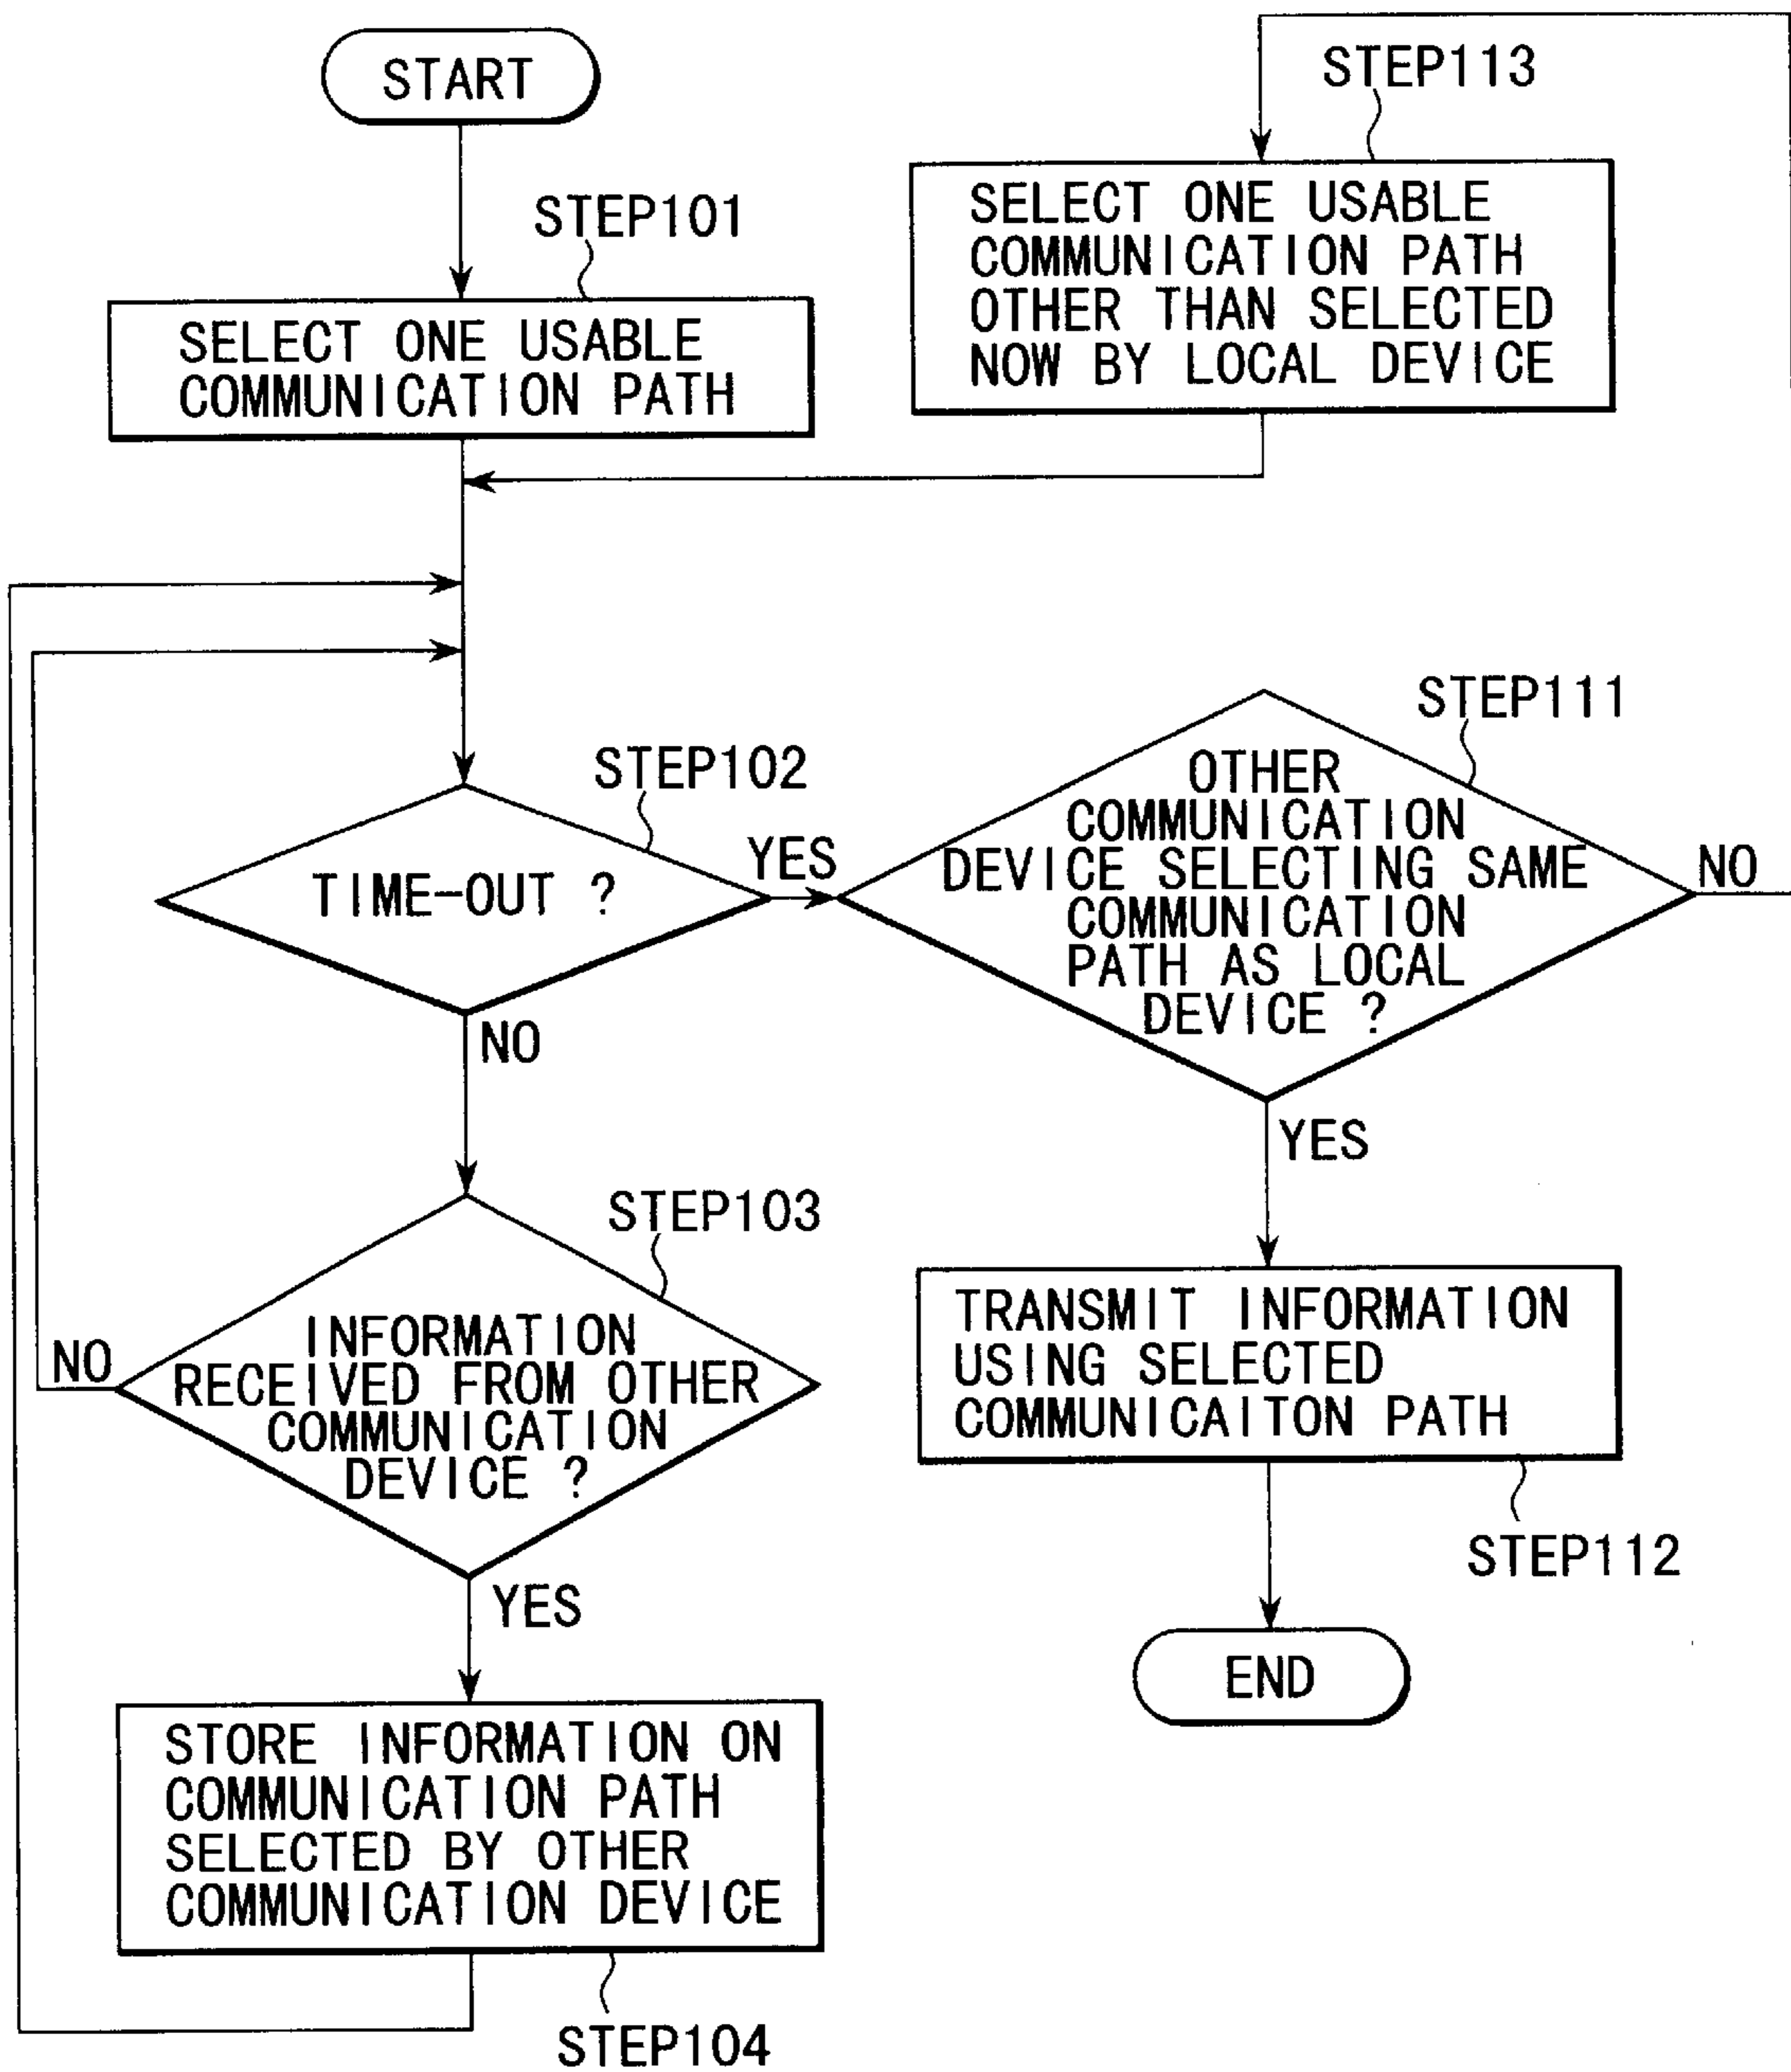 START
STEP101
SELECT ONE USABLE
COMMUNICATION PATH
STEP113
SELECT ONE USABLE
COMMUNICATION PATH
OTHER THAN SELECTED
NOW BY LOCAL DEVICE
STEP102
TIME-OUT ?
YES
NO
STEP111
OTHER
COMMUNICATION
DEVICE SELECTING SAME
COMMUNICATION
PATH AS LOCAL
DEVICE ?
NO
YES
STEP103
INFORMATION
RECEIVED FROM OTHER
COMMUNICATION
DEVICE ?
NO
YES
TRANSMIT INFORMATION
USING SELECTED
COMMUNICAITON PATH
STEP112
END
STORE INFORMATION ON
COMMUNICATION PATH
SELECTED BY OTHER
COMMUNICATION DEVICE
STEP104